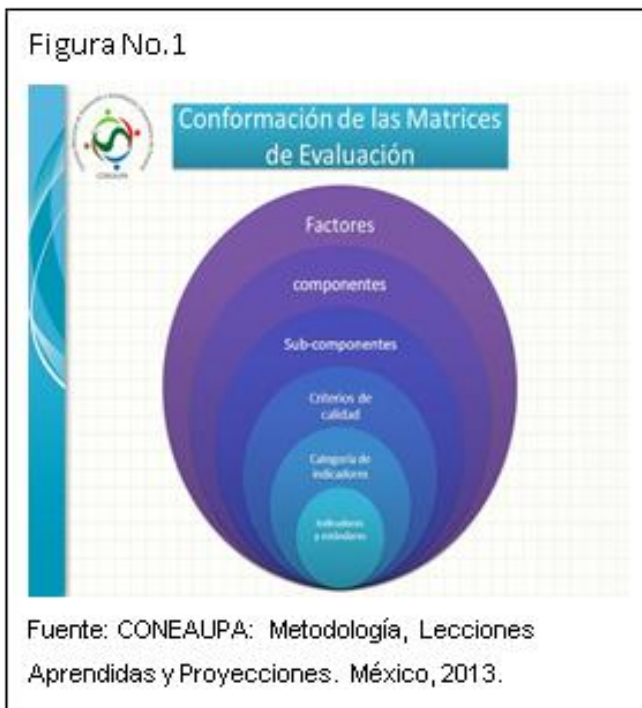 Figura No.1
Conformación de las Matrices
de Evaluación
Factores
componentes
Sub-componentes
Criterios de
calidad
Categoría de
indicadores
Indicadores
y estándares
Fuente: CONEAUPA: Metodología, Lecciones
Aprendidas y Proyecciones. México, 2013.